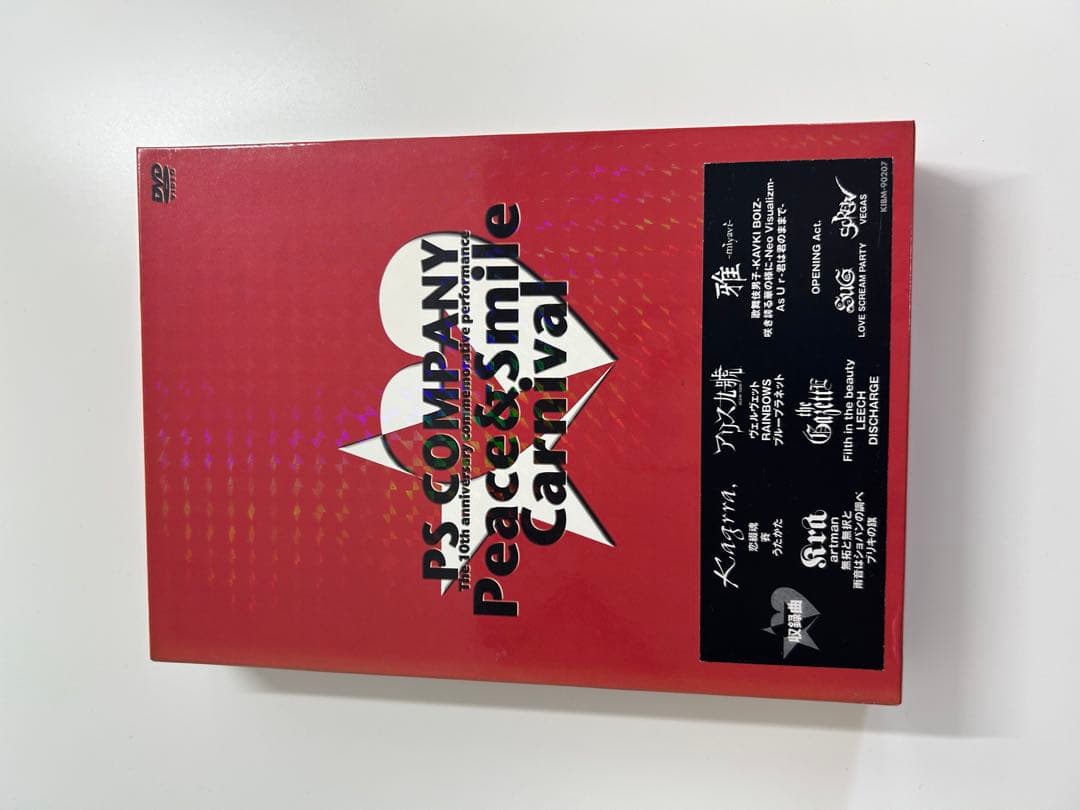 DVD
VIDEO
PS COMPANY
The 10th anniversary commemorative performance
Peace&Smile
Carnival
収録曲
Kagrra,
恋綴魂
賽
うたかた
アリス九號.
ヴェルヴェット
RAINBOWS
ブループラネット
雅
-miyavi-
歌舞伎男子-KAVKI BOIZ-
咲き誇る華の様に-Neo Visualizm-
As U r-君は君のままで-
Kra
artman
無拓と無択と
雨音はショパンの調べ
ブリキの旗
the
GazettE
Filth in the beauty
LEECH
DISCHARGE
OPENING Act.
SuG
LOVE SCREAM PARTY
SCREW
VEGAS
KIBM-90207